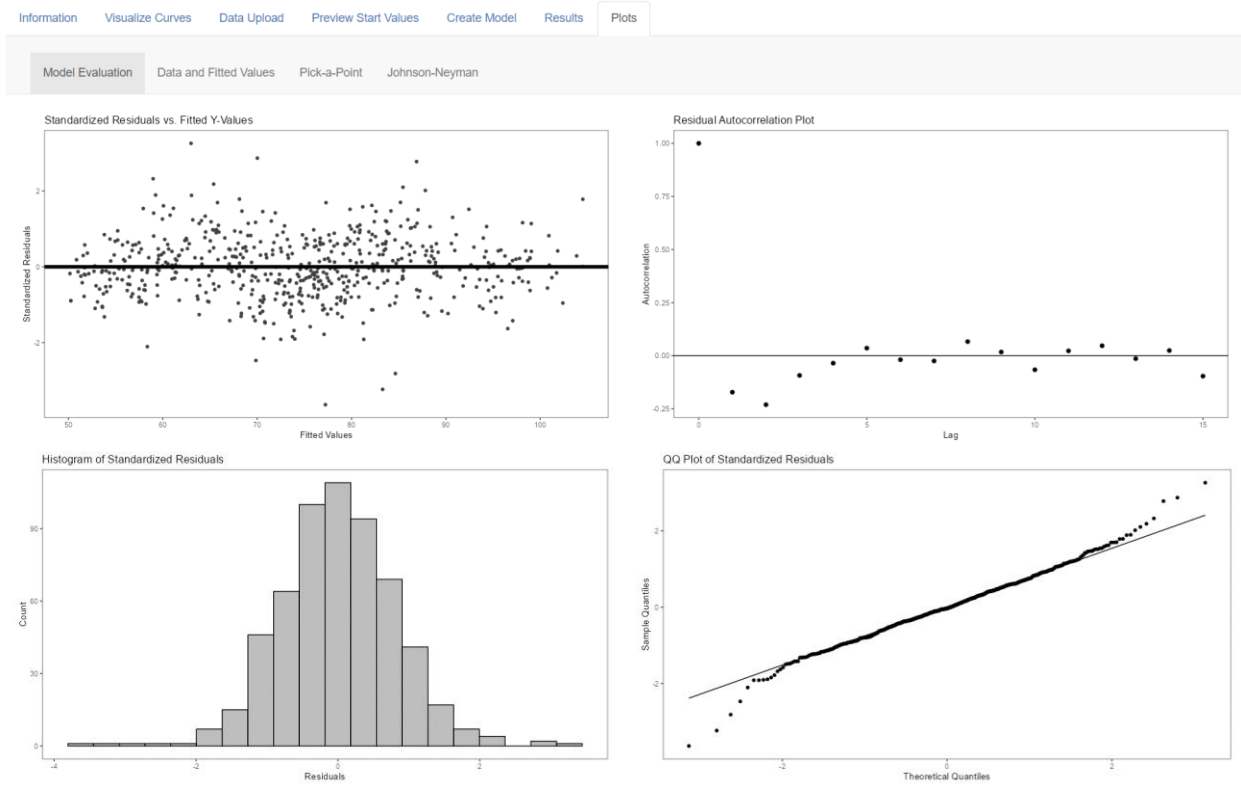 Information Visualize Curves Data Upload Preview Start Values Create Model Results Plots
Model Evaluation Data and Fitted Values Pick-a-Point Johnson-Neyman
Standardized Residuals vs. Fitted Y-Values
Standardized Residuals
2
0
-2
50 60 70 80 90 100
Fitted Values
Residual Autocorrelation Plot
Autocorrelation
1.00
0.75
0.50
0.25
0.00
-0.25
0 5 10 15
Lag
Histogram of Standardized Residuals
Count
90
60
30
0
-4 -2 0 2
Residuals
QQ Plot of Standardized Residuals
Sample Quantiles
2
0
-2
-2 0 2
Theoretical Quantiles